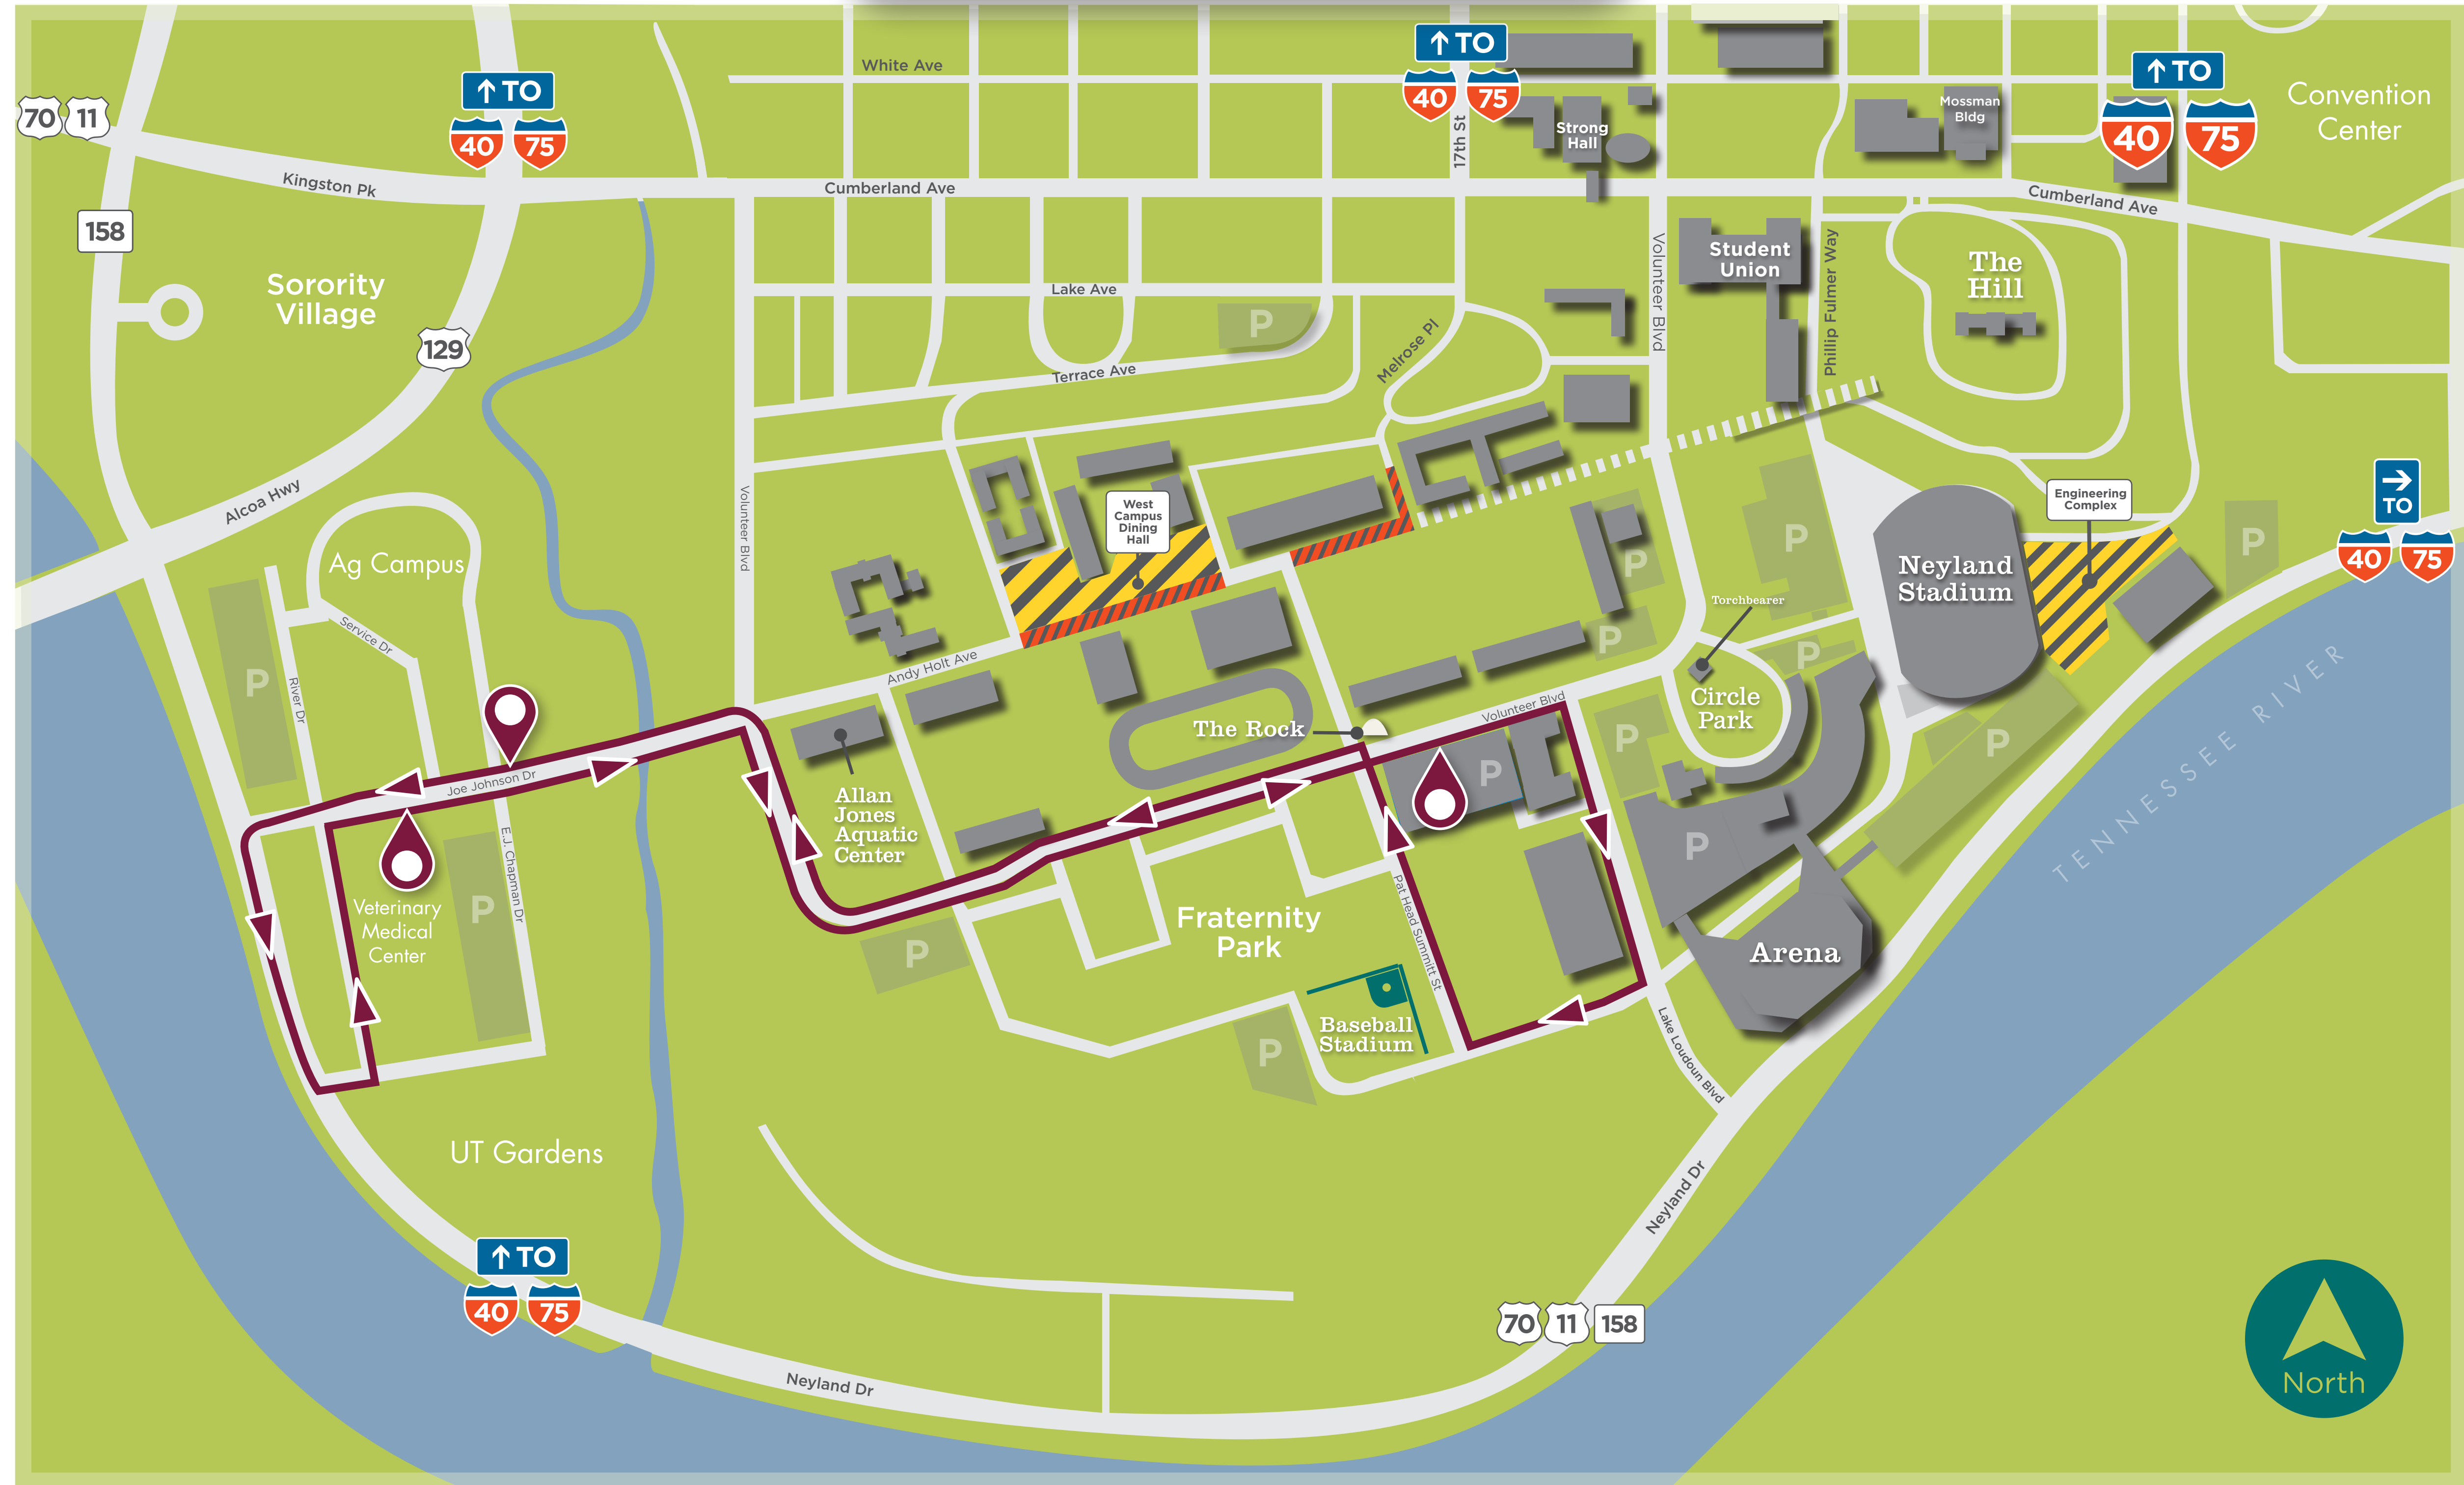 ↑ TO
40 75
White Ave
↑ TO
40 75
17th St
Strong
Hall
Mossman
Bldg
↑ TO
40 75
Convention
Center
70 11
158
Kingston Pk
Cumberland Ave
Cumberland Ave
Sorority
Village
129
Lake Ave
P
Terrace Ave
Melrose Pl
Volunteer Blvd
Student
Union
Phillip Fulmer Way
The
Hill
Alcoa Hwy
Volunteer Blvd
West
Campus
Dining
Hall
Engineering
Complex
→
TO
40 75
P
P
P
Neyland
Stadium
Ag Campus
Service Dr
River Dr
P
Andy Holt Ave
Torchbearer
P
P
Circle
Park
TENNESSEE RIVER
Volunteer Blvd
The Rock
P
P
P
Joe Johnson Dr
Allan
Jones
Aquatic
Center
E.J. Chapman Dr
P
Veterinary
Medical
Center
P
P
Pat Head Summitt St
Fraternity
Park
Arena
Baseball
Stadium
P
Lake Loudoun Blvd
UT Gardens
Neyland Dr
↑ TO
40 75
70 11 158
Neyland Dr
North